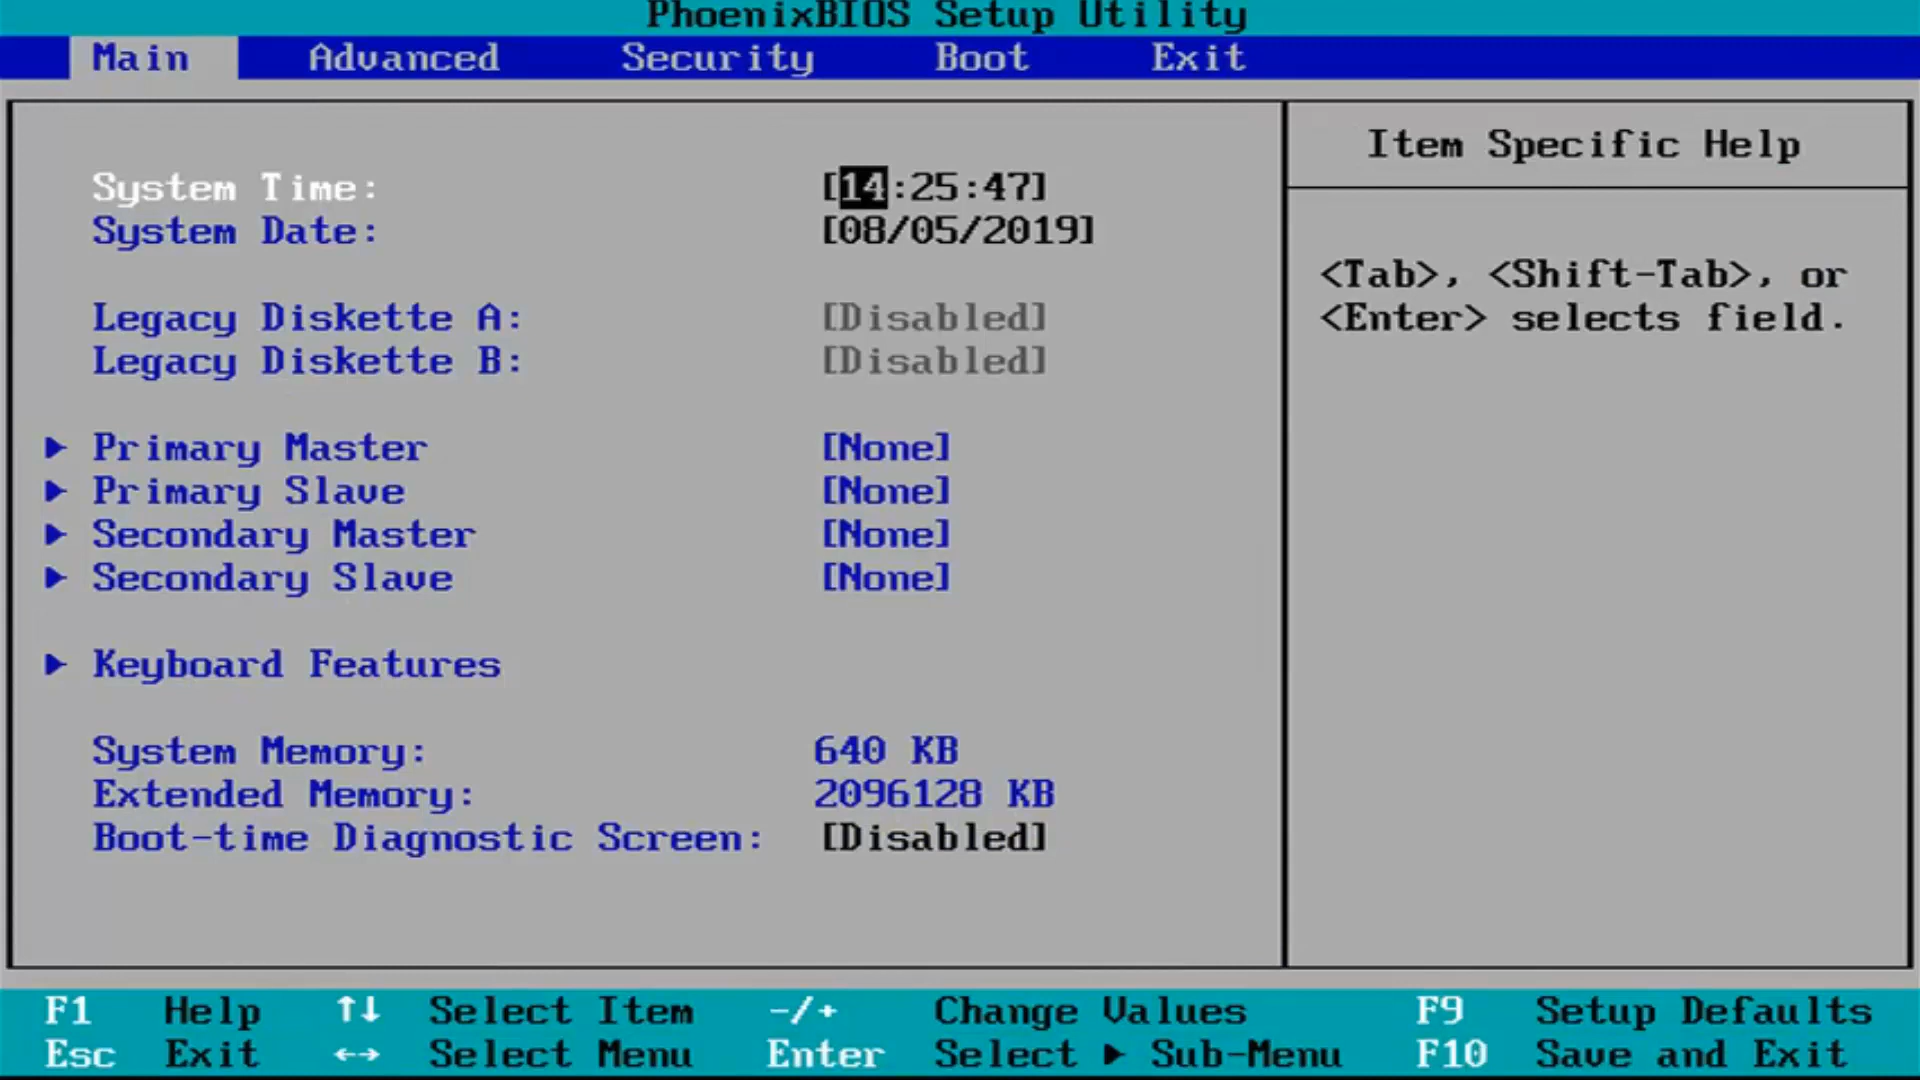 PhoenixBIOS Setup Utility
Main Advanced Security Boot Exit
System Time: [14:25:47]
System Date: [08/05/2019]
Legacy Diskette A: [Disabled]
Legacy Diskette B: [Disabled]
▶ Primary Master [None]
▶ Primary Slave [None]
▶ Secondary Master [None]
▶ Secondary Slave [None]
▶ Keyboard Features
System Memory: 640 KB
Extended Memory: 2096128 KB
Boot-time Diagnostic Screen: [Disabled]
Item Specific Help
<Tab>, <Shift-Tab>, or
<Enter> selects field.
F1 Help ↑↓ Select Item -/+ Change Values F9 Setup Defaults
Esc Exit ↔ Select Menu Enter Select ▶ Sub-Menu F10 Save and Exit